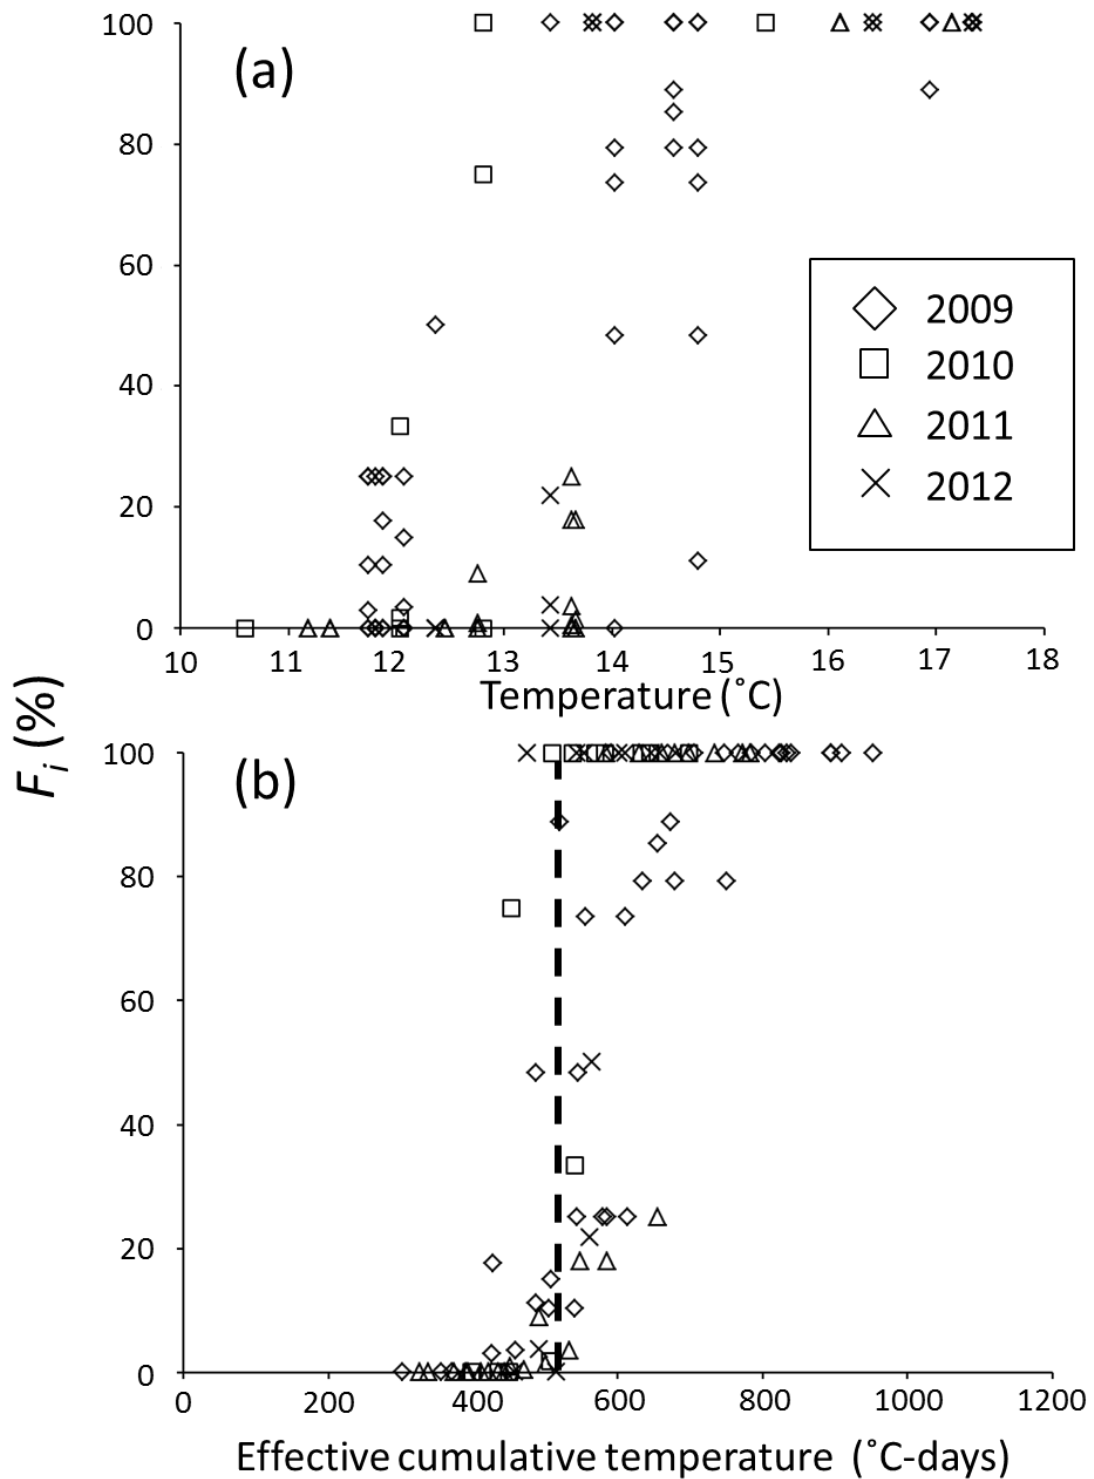 (a)
100
80
60
40
20
0
10 11 12 13 14 15 16 17 18
Temperature (˚C)
2009
2010
2011
2012
Fi (%)
(b)
100
80
60
40
20
0
0 200 400 600 800 1000 1200
Effective cumulative temperature (˚C-days)